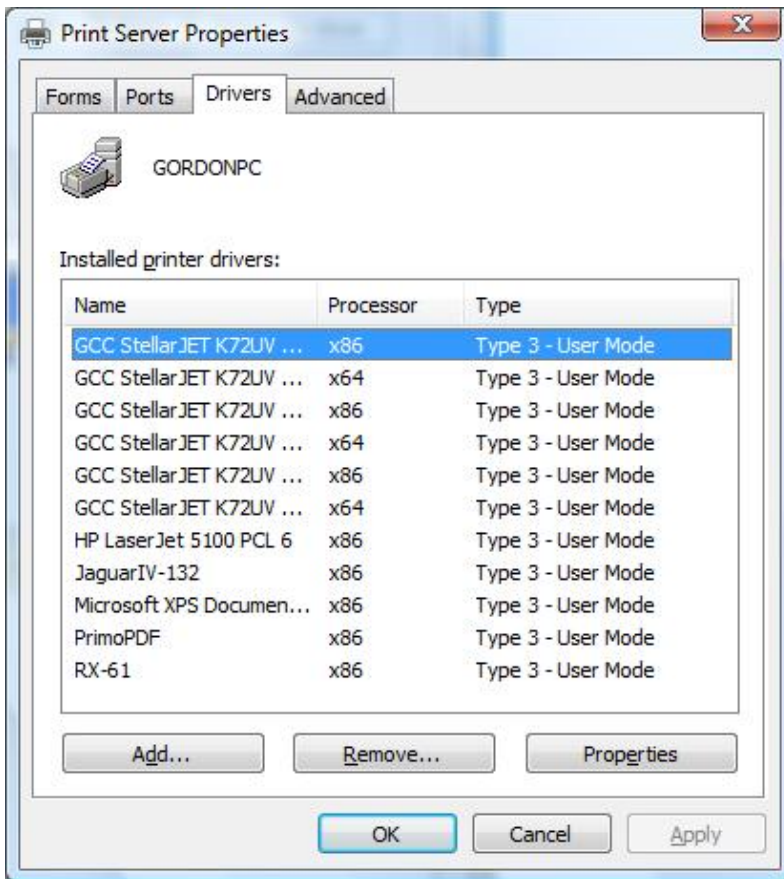 Print Server Properties
Forms Ports Drivers Advanced
GORDONPC
Installed printer drivers:
Name Processor Type
GCC StellarJET K72UV ... x86 Type 3 - User Mode
GCC StellarJET K72UV ... x64 Type 3 - User Mode
GCC StellarJET K72UV ... x86 Type 3 - User Mode
GCC StellarJET K72UV ... x64 Type 3 - User Mode
GCC StellarJET K72UV ... x86 Type 3 - User Mode
GCC StellarJET K72UV ... x64 Type 3 - User Mode
HP LaserJet 5100 PCL 6 x86 Type 3 - User Mode
JaguarIV-132 x86 Type 3 - User Mode
Microsoft XPS Documen... x86 Type 3 - User Mode
PrimoPDF x86 Type 3 - User Mode
RX-61 x86 Type 3 - User Mode
Add... Remove... Properties
OK Cancel Apply